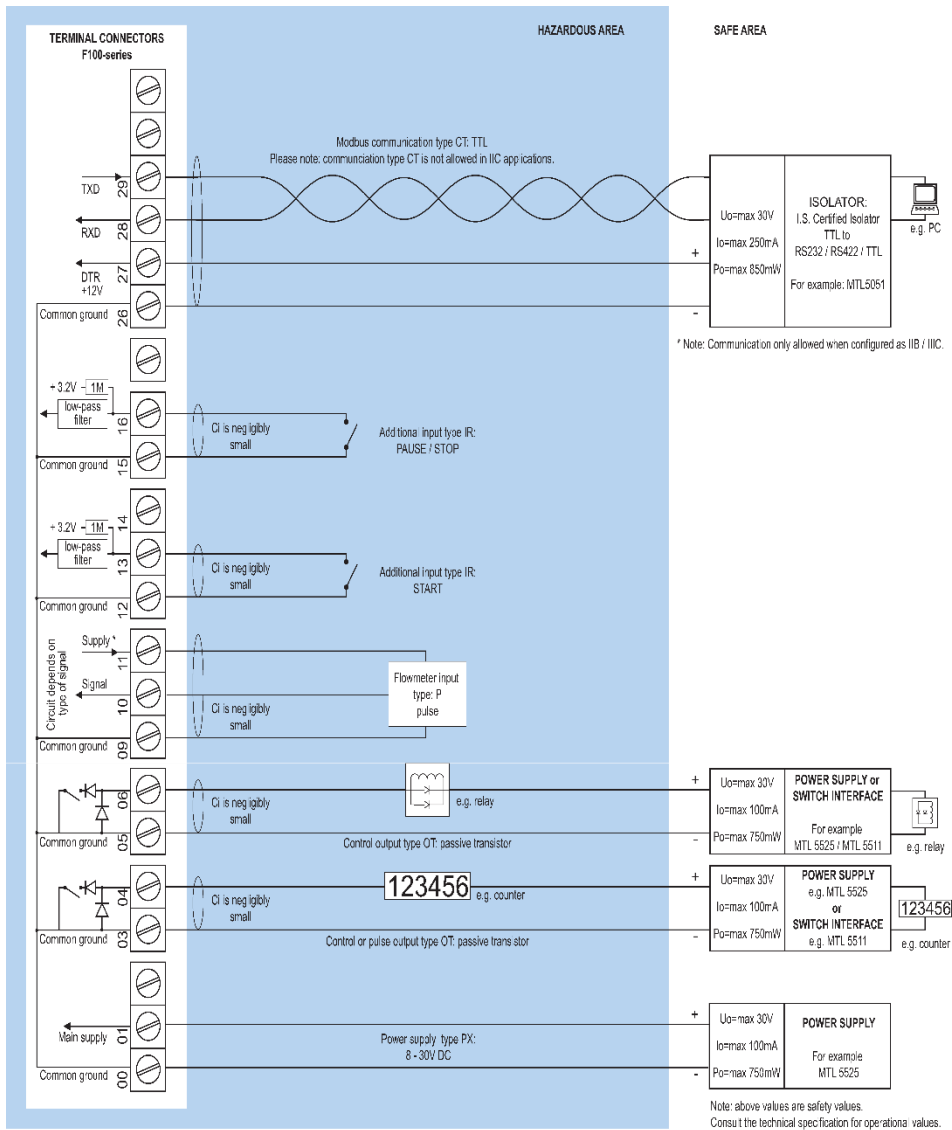 HAZARDOUS AREA
SAFE AREA
TERMINAL CONNECTORS
F100-series
Modbus communication type CT: TTL
Please note: communciation type CT is not allowed in IIC applications.
TXD
29
RXD
28
DTR
+12V
27
Common ground
26
+
-
Uo=max 30V
Io=max 250mA
Po=max 850mW
ISOLATOR:
I.S. Certified Isolator
TTL to
RS232 / RS422 / TTL
For example: MTL5051
e.g. PC
* Note: Communication only allowed when configured as IIB / IIIC.
+ 3.2V
1M
low-pass
filter
16
Common ground
15
Ci is negligibly
small
Additional input type IR:
PAUSE / STOP
14
+ 3.2V
1M
low-pass
filter
13
Common ground
12
Ci is negligibly
small
Additional input type IR:
START
Circuit depends on
type of signal
Supply *
11
Signal
10
Common ground
09
Ci is negligibly
small
Flowmeter input
type: P
pulse
06
Common ground
05
Ci is negligibly
small
e.g. relay
Control output type OT: passive transistor
+
-
Uo=max 30V
Io=max 100mA
Po=max 750mW
POWER SUPPLY or
SWITCH INTERFACE
For example
MTL 5525 / MTL 5511
e.g. relay
04
Common ground
03
Ci is negligibly
small
123456
e.g. counter
Control or pulse output type OT: passive transistor
+
-
Uo=max 30V
Io=max 100mA
Po=max 750mW
POWER SUPPLY
e.g. MTL 5525
or
SWITCH INTERFACE
e.g. MTL 5511
123456
e.g. counter
Main supply
01
Common ground
00
Power supply type PX:
8 - 30V DC
+
-
Uo=max 30V
Io=max 100mA
Po=max 750mW
POWER SUPPLY
For example
MTL 5525
Note: above values are safety values.
Consult the technical specification for operational values.